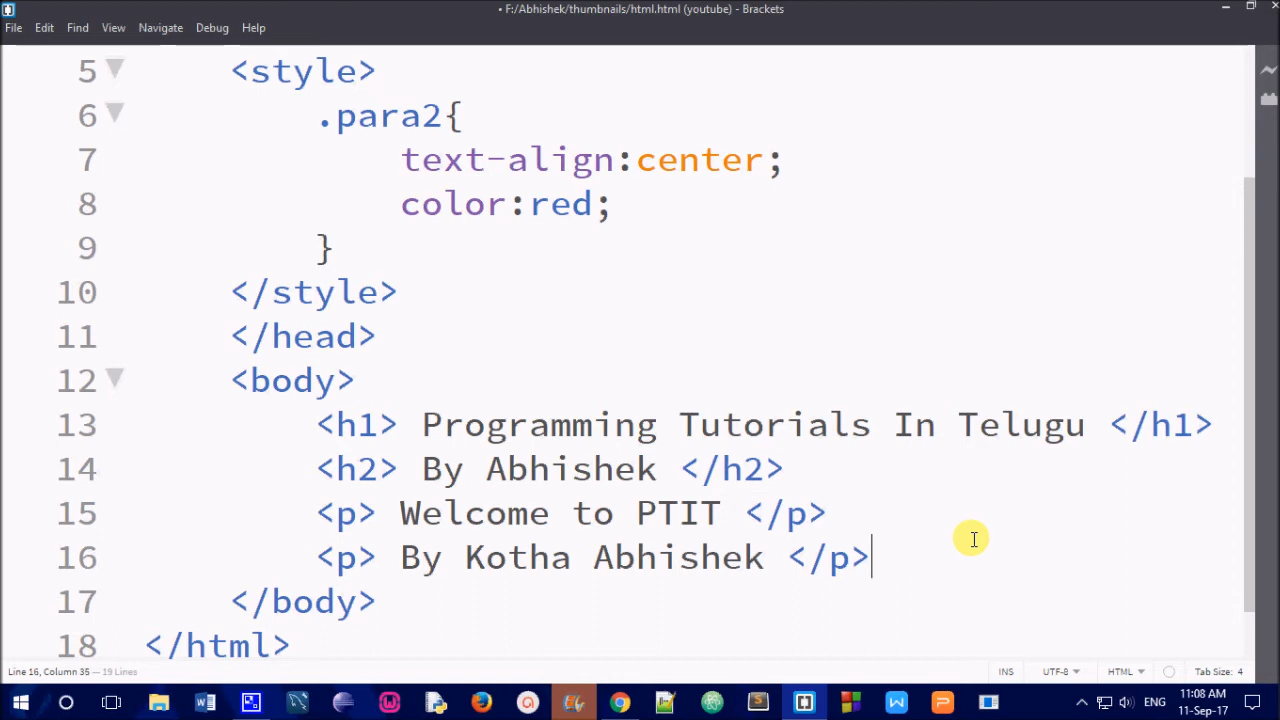 • F:/Abhishek/thumbnails/html.html (youtube) - Brackets
File Edit Find View Navigate Debug Help
5 <style>
6 .para2{
7 text-align:center;
8 color:red;
9 }
10 </style>
11 </head>
12 <body>
13 <h1> Programming Tutorials In Telugu </h1>
14 <h2> By Abhishek </h2>
15 <p> Welcome to PTIT </p>
16 <p> By Kotha Abhishek </p>
17 </body>
18 </html>
Line 16, Column 35 — 19 Lines INS UTF-8 HTML Tab Size: 4
ENG 11:08 AM
11-Sep-17